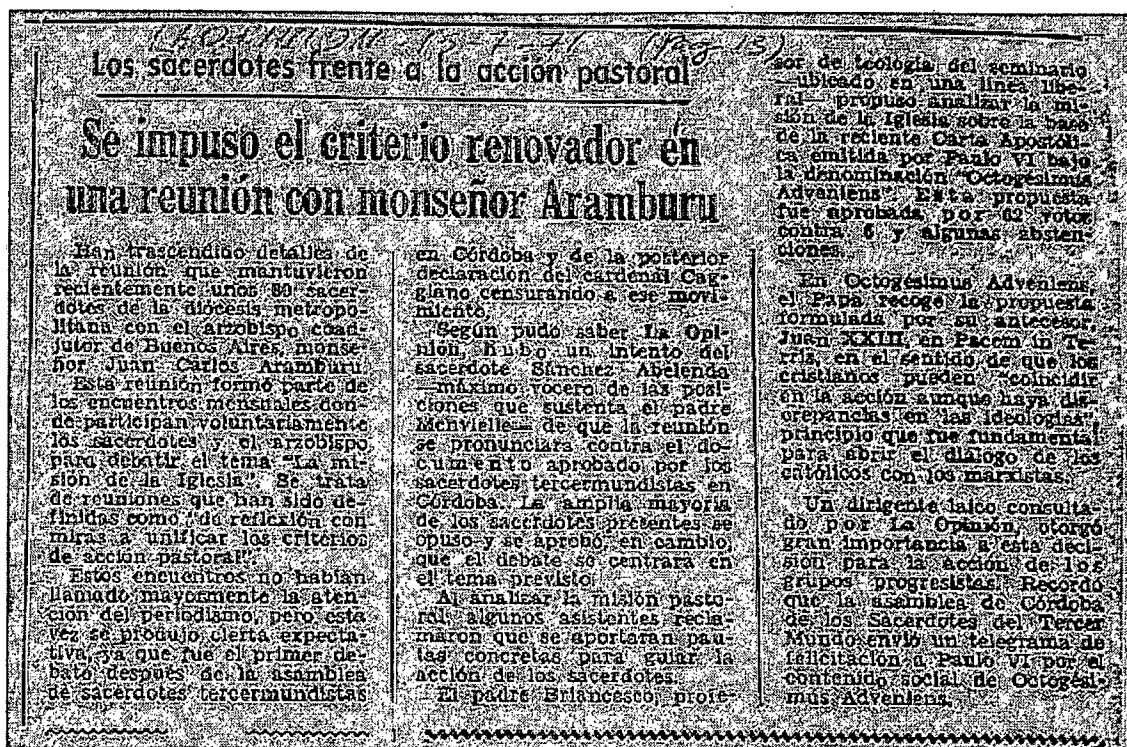 LA OPINION
Los sacerdotes frente a la acción pastoral
Se impuso el criterio renovador en
una reunión con monseñor Aramburu
Han trascendido detalles de
la reunión que mantuvieron
recientemente unos 80 sacer-
dotes de la diócesis metropo-
litana con el arzobispo coad-
jutor de Buenos Aires, monse-
ñor Juan Carlos Aramburu.
Esta reunión formó parte de
los encuentros mensuales don-
de participan voluntariamente
los sacerdotes y el arzobispo
para debatir el tema "La mi-
sión de la Iglesia". Se trata
de reuniones que han sido de-
finidas como "de reflexión con
miras a unificar los criterios
de acción pastoral".
Estos encuentros no habían
llamado mayormente la aten-
ción del periodismo, pero esta
vez se produjo cierta expecta-
tiva, ya que fue el primer de-
bate después de la asamblea
de sacerdotes tercermundistas
en Córdoba y de la posterior
declaración del cardenal Cag-
giano censurando a ese movi-
miento.
Según pudo saber La Opi-
nión, hubo un intento del
sacerdote Sánchez Abelenda
—máximo vocero de las posi-
ciones que sustenta el padre
Menvielle— de que la reunión
se pronunciara contra el do-
cumento aprobado por los
sacerdotes tercermundistas en
Córdoba. La amplia mayoría
de los sacerdotes presentes se
opuso y se aprobó, en cambio,
que el debate se centrara en
el tema previsto.
Al analizar la misión pasto-
ral, algunos asistentes recla-
maron que se aportaran pau-
tas concretas para guiar la
acción de los sacerdotes.
El padre Briancesco, profe-
sor de teología del seminario
—ubicado en una línea libe-
ral— propuso analizar la mi-
sión de la Iglesia sobre la base
de la reciente Carta Apostóli-
ca emitida por Paulo VI bajo
la denominación "Octogésimus
Adveniens". Esta propuesta
fue aprobada por 62 votos
contra 6 y algunas absten-
ciones.
En Octogésimus Adveniens,
el Papa recoge la propuesta
formulada por su antecesor,
Juan XXIII, en Pacem in Te-
rris, en el sentido de que los
cristianos pueden "coincidir
en la acción aunque haya dis-
crepancias en las ideologías",
principio que fue fundamental
para abrir el diálogo de los
católicos con los marxistas.
Un dirigente laico consulta-
do por La Opinión, otorgó
gran importancia a esta deci-
sión, para la acción de los
grupos progresistas. Recordó
que la asamblea de Córdoba
de los Sacerdotes del Tercer
Mundo envió un telegrama de
felicitación a Paulo VI por el
contenido social de Octogési-
mus Adveniens.